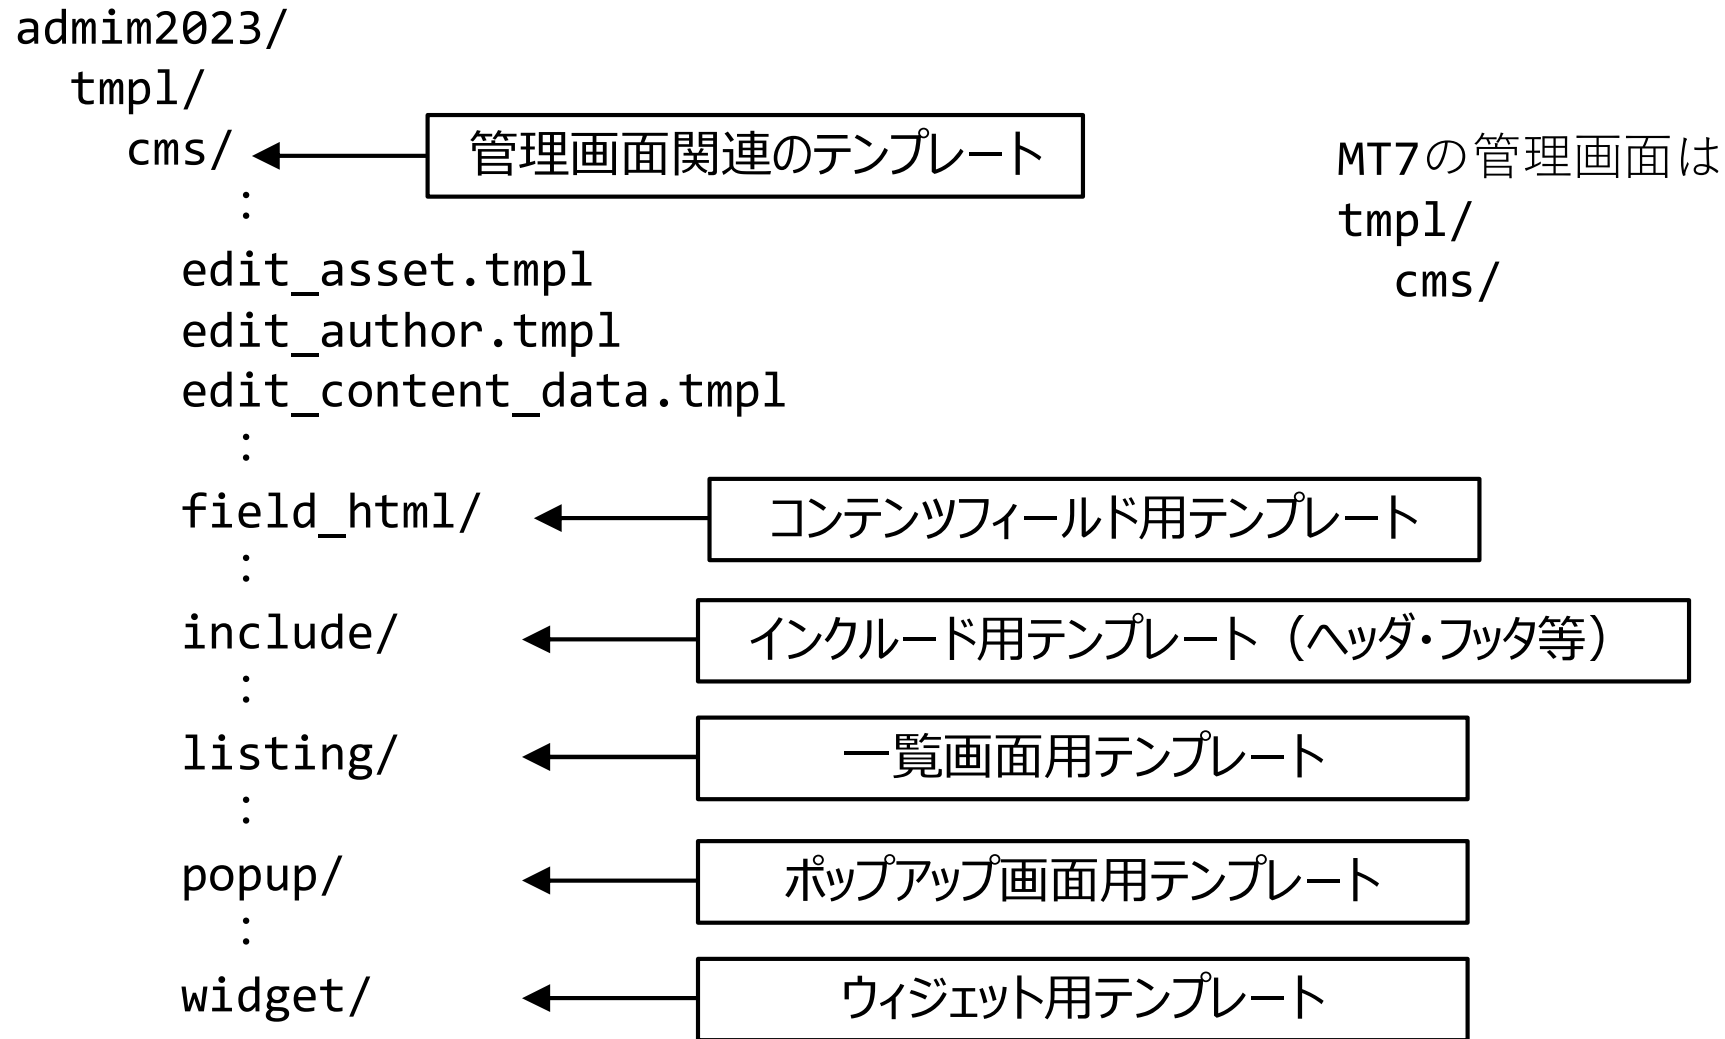 admim2023/
tmpl/
cms/
管理画面関連のテンプレート
:
edit_asset.tmpl
edit_author.tmpl
edit_content_data.tmpl
:
field_html/
コンテンツフィールド用テンプレート
:
include/
インクルード用テンプレート（ヘッダ・フッタ等）
:
listing/
一覧画面用テンプレート
:
popup/
ポップアップ画面用テンプレート
:
widget/
ウィジェット用テンプレート
MT7の管理画面は
tmpl/
cms/